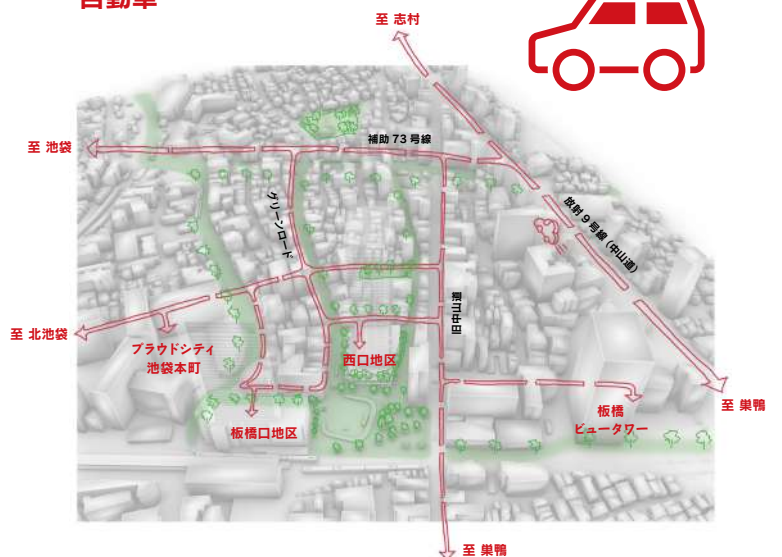 自動車
至 志村
補助 73 号線
至 池袋
グリーンロード
放射 9 号線 (中山道)
旧中山道
至 北池袋
プラウドシティ
池袋本町
西口地区
板橋口地区
板橋
ビュータワー
至 巣鴨
至 巣鴨